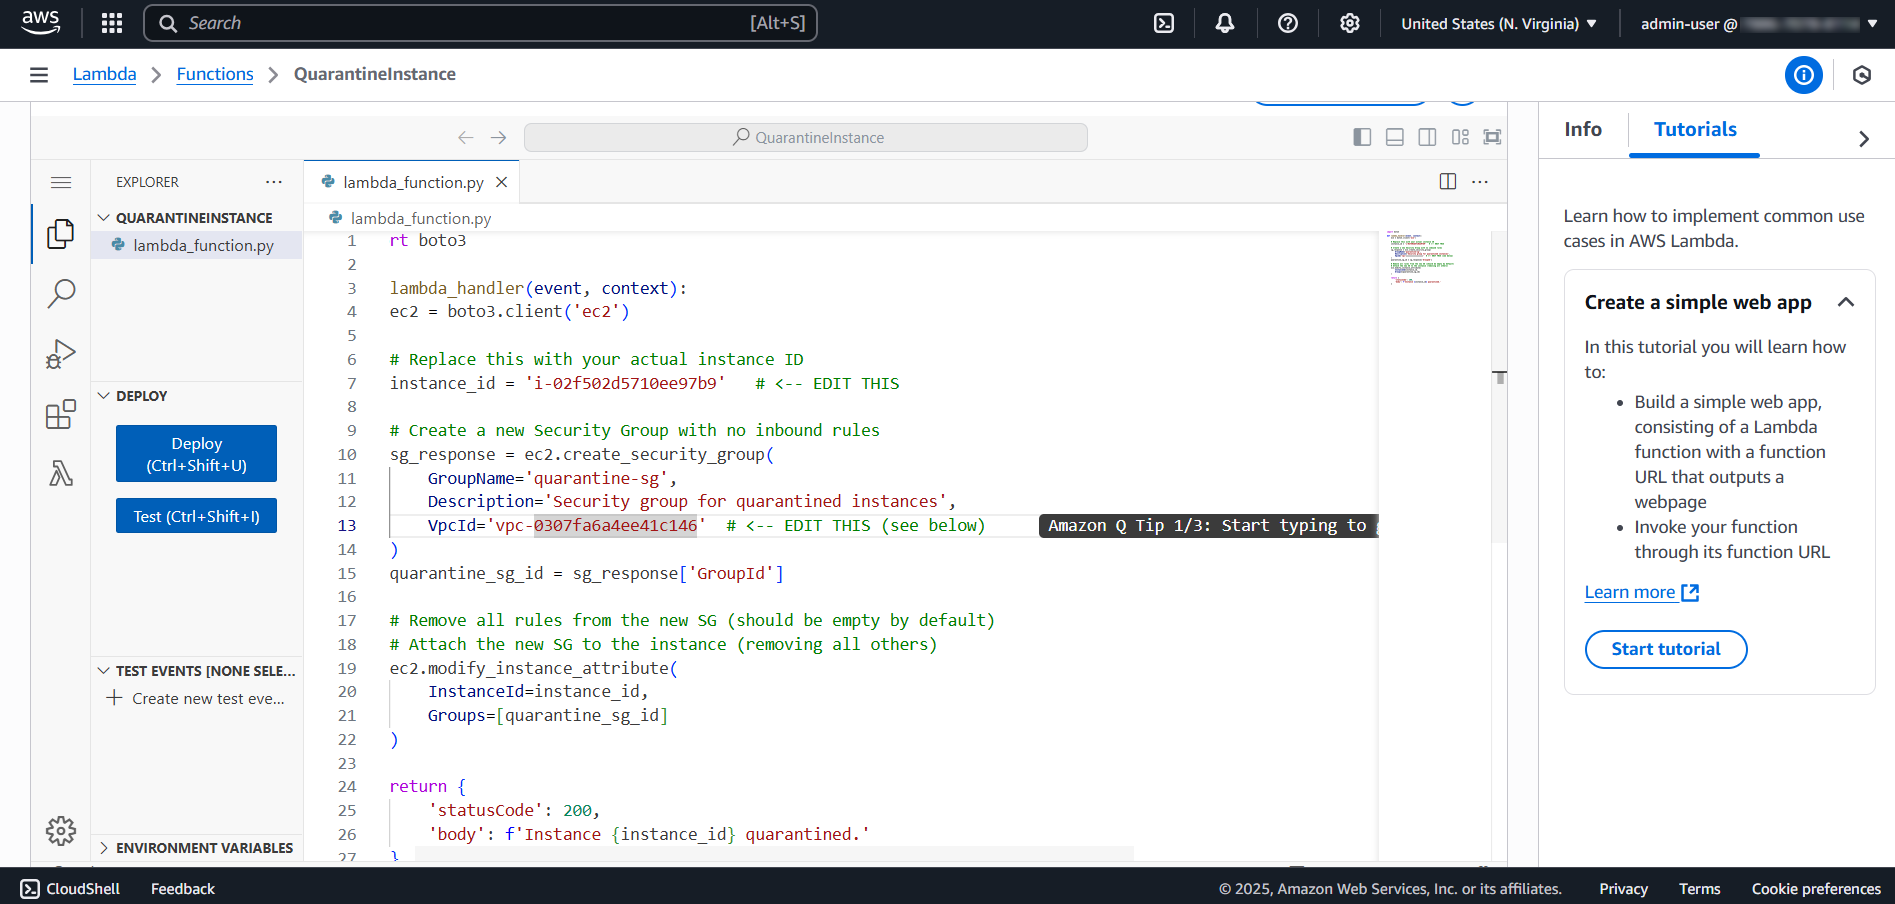 aws
Search
[Alt+S]
United States (N. Virginia)
admin-user @
Lambda
Functions
QuarantineInstance
QuarantineInstance
Info
Tutorials
EXPLORER
QUARANTINEINSTANCE
lambda_function.py
DEPLOY
Deploy
(Ctrl+Shift+U)
Test (Ctrl+Shift+I)
TEST EVENTS [NONE SELE...
Create new test eve...
ENVIRONMENT VARIABLES
lambda_function.py
lambda_function.py
1 rt boto3
2
3 lambda_handler(event, context):
4 ec2 = boto3.client('ec2')
5
6 # Replace this with your actual instance ID
7 instance_id = 'i-02f502d5710ee97b9'   # <-- EDIT THIS
8
9 # Create a new Security Group with no inbound rules
10 sg_response = ec2.create_security_group(
11     GroupName='quarantine-sg',
12     Description='Security group for quarantined instances',
13     VpcId='vpc-0307fa6a4ee41c146'  # <-- EDIT THIS (see below)
Amazon Q Tip 1/3: Start typing to
14 )
15 quarantine_sg_id = sg_response['GroupId']
16
17 # Remove all rules from the new SG (should be empty by default)
18 # Attach the new SG to the instance (removing all others)
19 ec2.modify_instance_attribute(
20     InstanceId=instance_id,
21     Groups=[quarantine_sg_id]
22 )
23
24 return {
25     'statusCode': 200,
26     'body': f'Instance {instance_id} quarantined.'
27 }
Learn how to implement common use
cases in AWS Lambda.
Create a simple web app
In this tutorial you will learn how
to:
• Build a simple web app,
consisting of a Lambda
function with a function
URL that outputs a
webpage
• Invoke your function
through its function URL
Learn more
Start tutorial
CloudShell
Feedback
© 2025, Amazon Web Services, Inc. or its affiliates.
Privacy
Terms
Cookie preferences